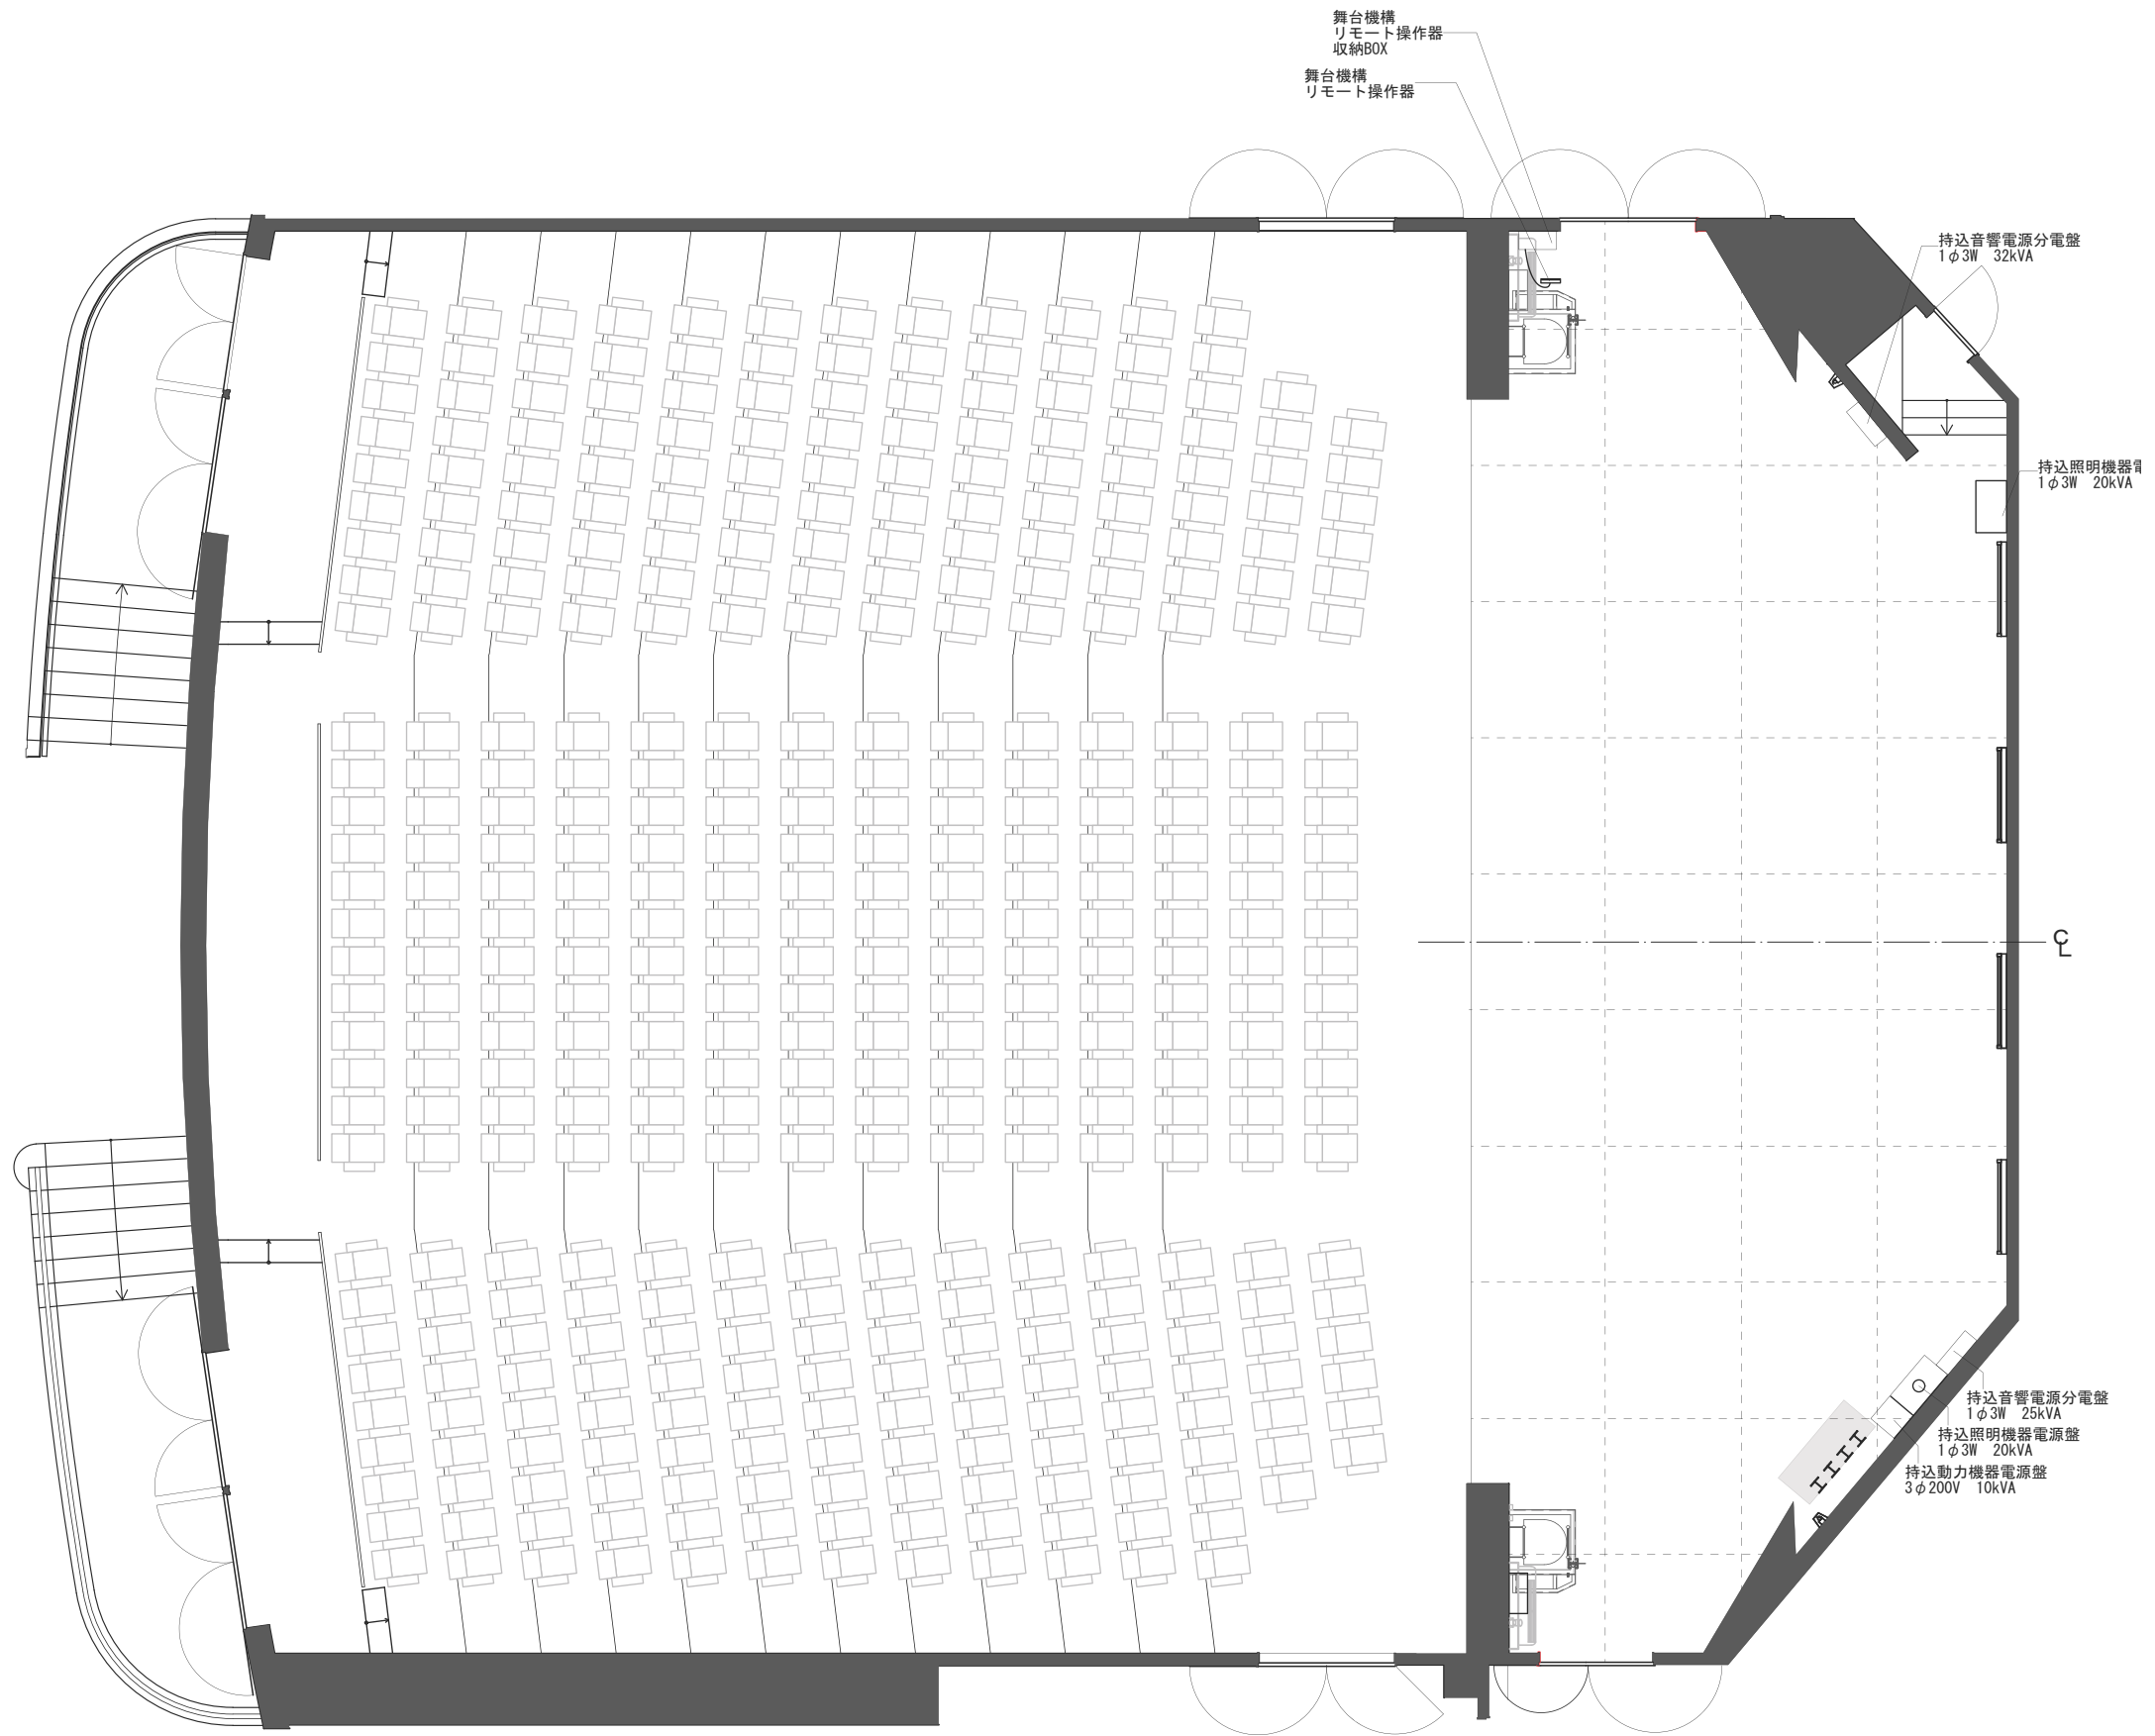 舞台機構
リモート操作器
収納BOX
舞台機構
リモート操作器
持込音響電源分電盤
1φ3W 32kVA
持込照明機器電
1φ3W 20kVA
CL
持込音響電源分電盤
1φ3W 25kVA
持込照明機器電源盤
1φ3W 20kVA
持込動力機器電源盤
3φ200V 10kVA